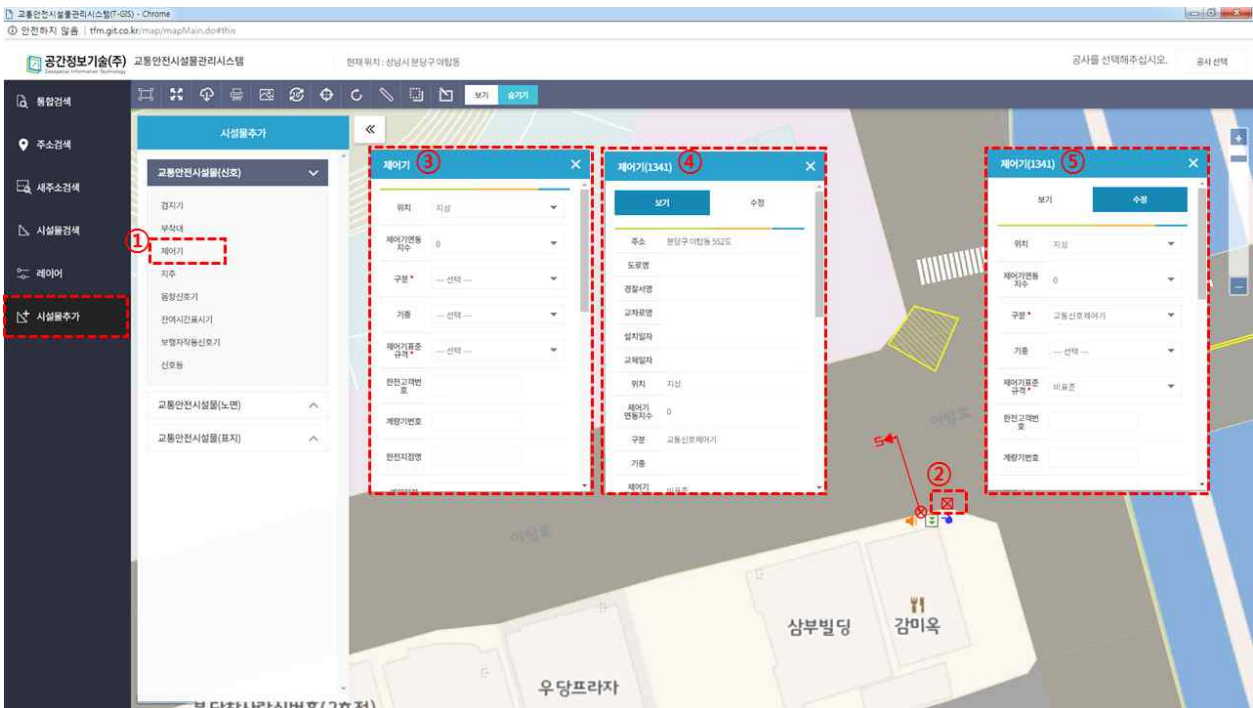 교통안전시설물관리시스템(T-GIS) - Chrome
안전하지 않음 | tfm.git.co.kr/map/mapMain.do#this
공간정보기술(주) 교통안전시설물관리시스템
Geospatial Information Technology
현재 위치 : 성남시 분당구 야탑동
공사를 선택해주십시오.
공사 선택
통합검색
주소검색
새주소검색
시설물검색
레이어
시설물추가
보기
숨기기
시설물추가
교통안전시설물(신호)
검지기
부착대
① 제어기
지주
음향신호기
잔여시간표시기
보행자작동신호기
신호등
교통안전시설물(노면)
교통안전시설물(표지)
제어기 ③
위치 지상
제어기연동지수 0
구분* --- 선택 ---
기종 --- 선택 ---
제어기표준규격* --- 선택 ---
한전고객번호
계량기번호
한전지점명
제어기(1341) ④
보기 수정
주소 분당구 야탑동 552도
도로명
경찰서명
교차로명
설치일자
교체일자
위치 지상
제어기연동지수 0
구분 교통신호제어기
기종
제어기 비표준
제어기(1341) ⑤
보기 수정
위치 지상
제어기연동지수 0
구분* 교통신호제어기
기종 --- 선택 ---
제어기표준규격* 비표준
한전고객번호
계량기번호
②
삼부빌딩
감미옥
우당프라자